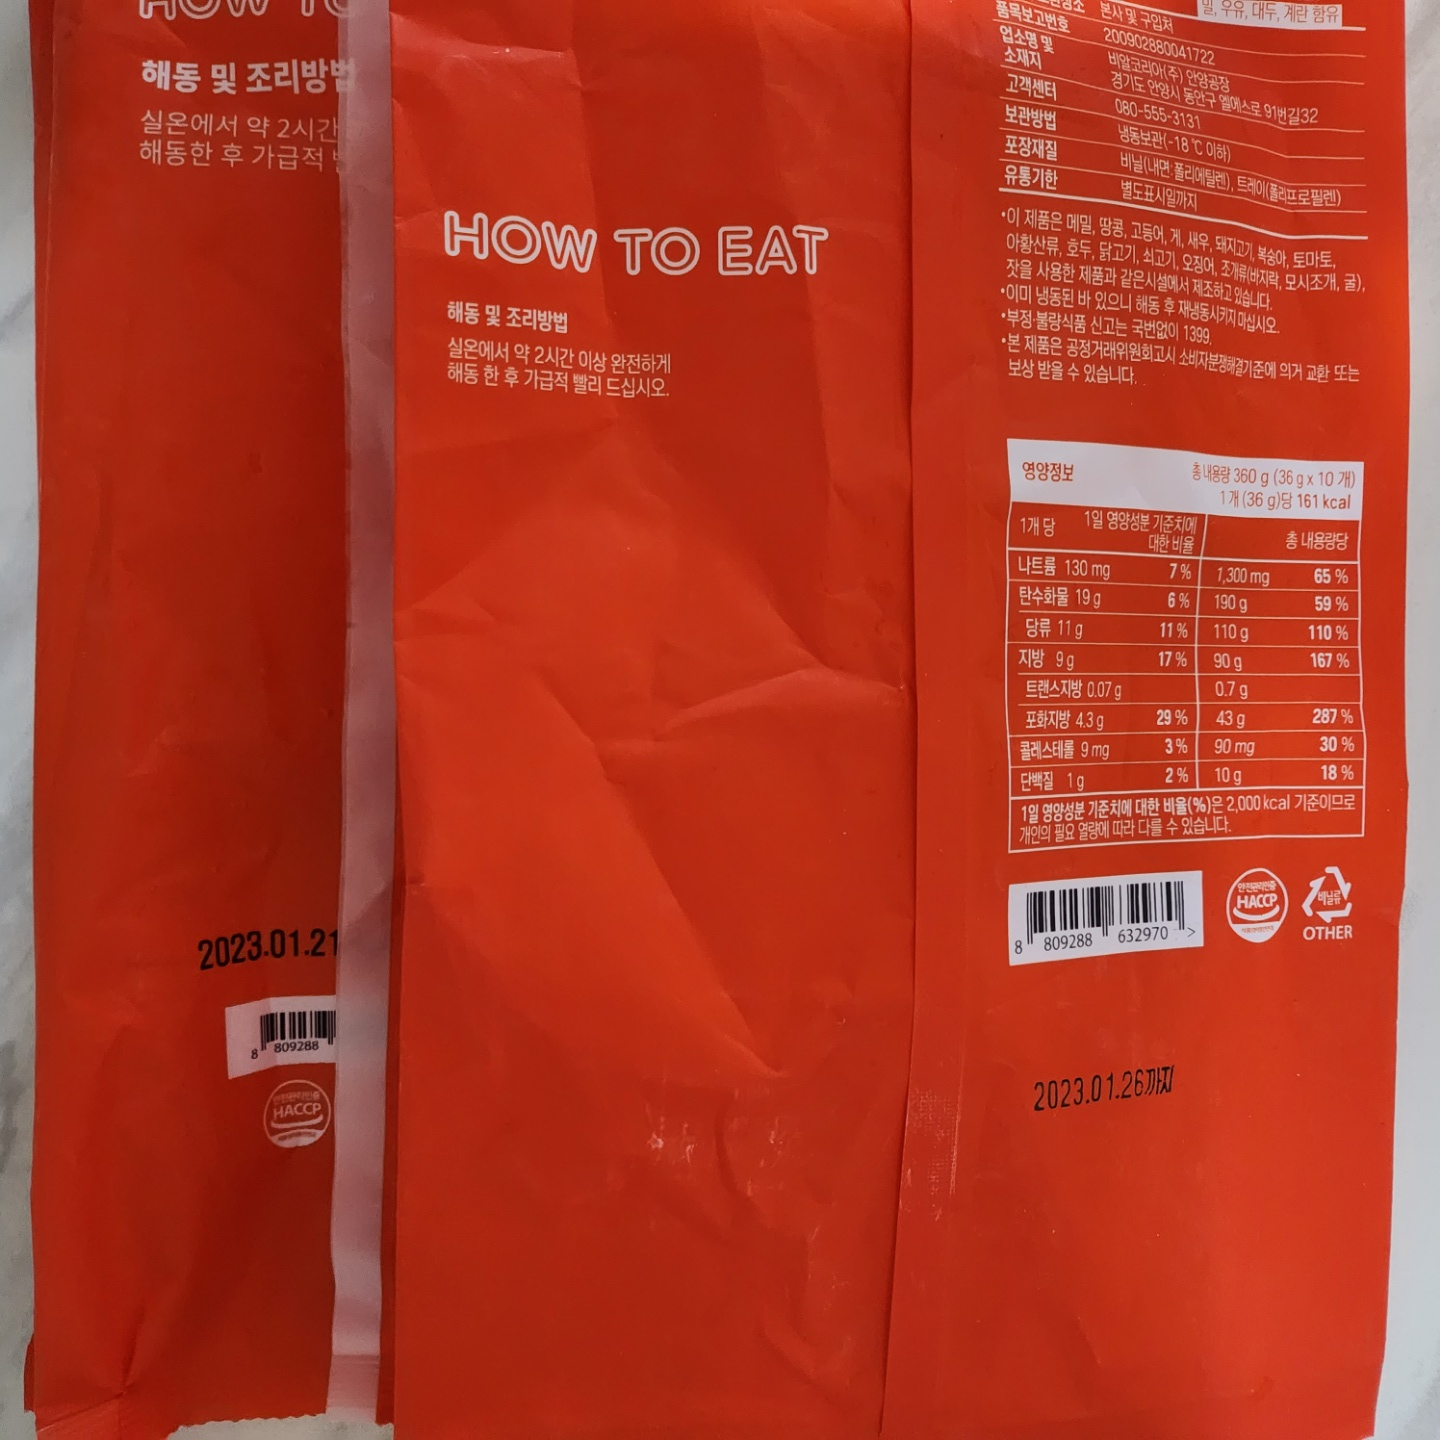 HOW TO
해동 및 조리방법
실온에서 약 2시간
해동한 후 가급적
2023.01.21
8 809288
안전관리인증
HACCP
HOW TO EAT
해동 및 조리방법
실온에서 약 2시간 이상 완전하게
해동 한 후 가급적 빨리 드십시오.
밀, 우유, 대두, 계란 함유
본사 및 구입처
품목보고번호 200902880041722
업소명 및 소재지 비알코리아(주) 안양공장
경기도 안양시 동안구 엘에스로 91번길32
고객센터 080-555-3131
보관방법 냉동보관(-18 ℃ 이하)
포장재질 비닐(내면:폴리에틸렌), 트레이(폴리프로필렌)
유통기한 별도표시일까지
•이 제품은 메밀, 땅콩, 고등어, 게, 새우, 돼지고기, 복숭아, 토마토,
아황산류, 호두, 닭고기, 쇠고기, 오징어, 조개류(바지락, 모시조개, 굴),
잣을 사용한 제품과 같은시설에서 제조하고 있습니다.
•이미 냉동된 바 있으니 해동 후 재냉동시키지마십시오.
•부정·불량식품 신고는 국번없이 1399.
•본 제품은 공정거래위원회고시 소비자분쟁해결기준에 의거 교환 또는
보상 받을 수 있습니다.
영양정보 총 내용량 360 g (36 g x 10 개)
1개 (36 g)당 161 kcal
1개 당 1일 영양성분 기준치에 대한 비율 총 내용량당
나트륨 130 mg 7 % 1,300 mg 65 %
탄수화물 19 g 6 % 190 g 59 %
당류 11 g 11 % 110 g 110 %
지방 9 g 17 % 90 g 167 %
트랜스지방 0.07 g 0.7 g
포화지방 4.3 g 29 % 43 g 287 %
콜레스테롤 9 mg 3 % 90 mg 30 %
단백질 1 g 2 % 10 g 18 %
1일 영양성분 기준치에 대한 비율(%)은 2,000 kcal 기준이므로
개인의 필요 열량에 따라 다를 수 있습니다.
8 809288 632970 >
안전관리인증
HACCP
비닐류
OTHER
2023.01.26까지